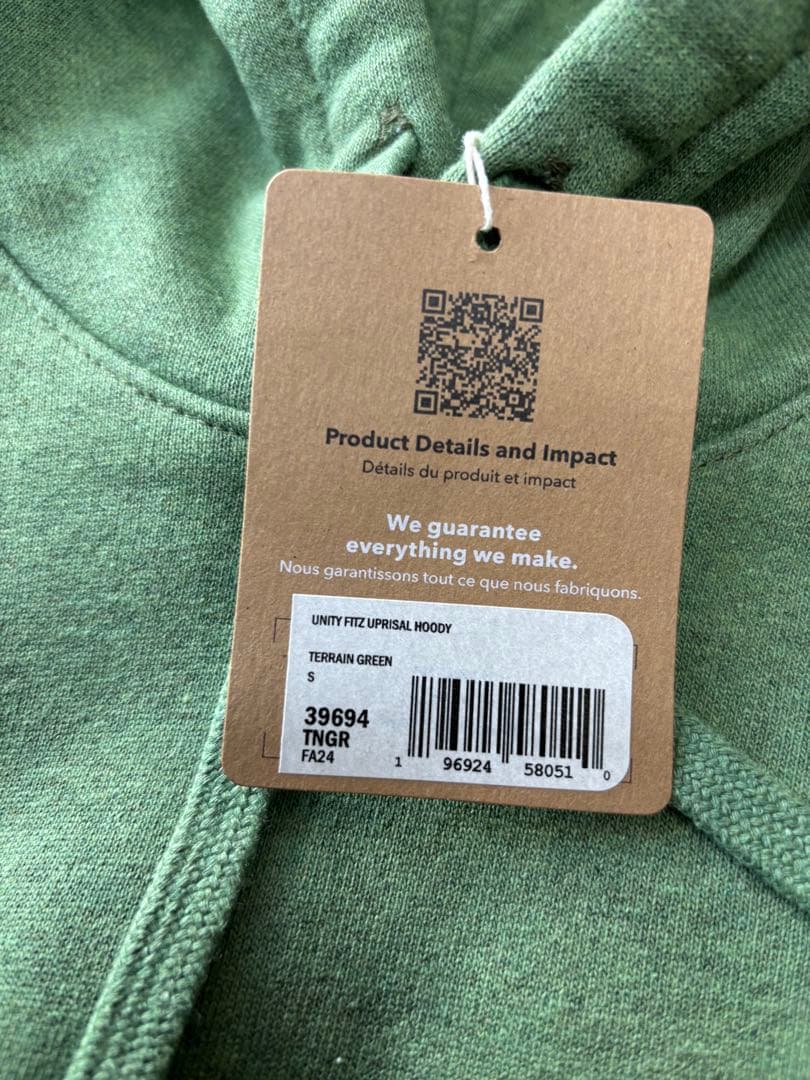 Product Details and Impact
Détails du produit et impact
We guarantee
everything we make.
Nous garantissons tout ce que nous fabriquons.
UNITY FITZ UPRISAL HOODY
TERRAIN GREEN
S
39694
TNGR
FA24
1 96924 58051 0